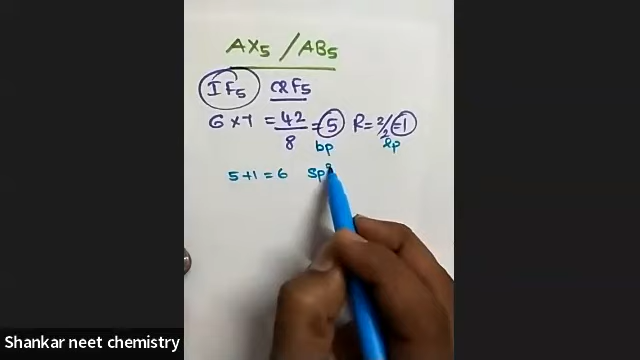 AX5 / AB5
IF5 ClF5
6 x 7 = 42/8 = 5 R = 2/2 = 1
bp lp
5+1 = 6 Sp3
Shankar neet chemistry